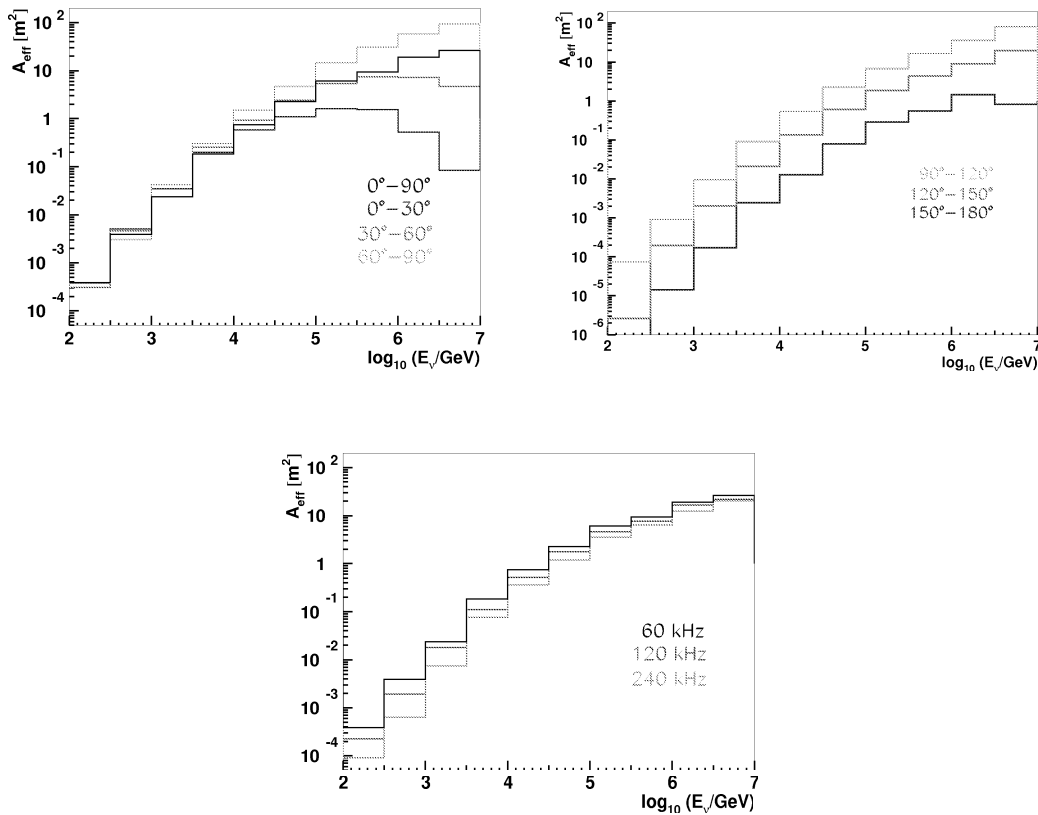 A_eff [m²]
10²
10
1
10⁻¹
10⁻²
10⁻³
10⁻⁴
10
0°–90°
0°–30°
30°–60°
60°–90°
2 3 4 5 6 7
log₁₀ (Eᵥ/GeV)
A_eff [m²]
10²
10
1
10⁻¹
10⁻²
10⁻³
10⁻⁴
10⁻⁵
10⁻⁶
90°–120°
120°–150°
150°–180°
2 3 4 5 6 7
log₁₀ (Eᵥ/GeV)
A_eff [m²]
10²
10
1
10⁻¹
10⁻²
10⁻³
10⁻⁴
60 kHz
120 kHz
240 kHz
2 3 4 5 6 7
log₁₀ (Eᵥ/GeV)